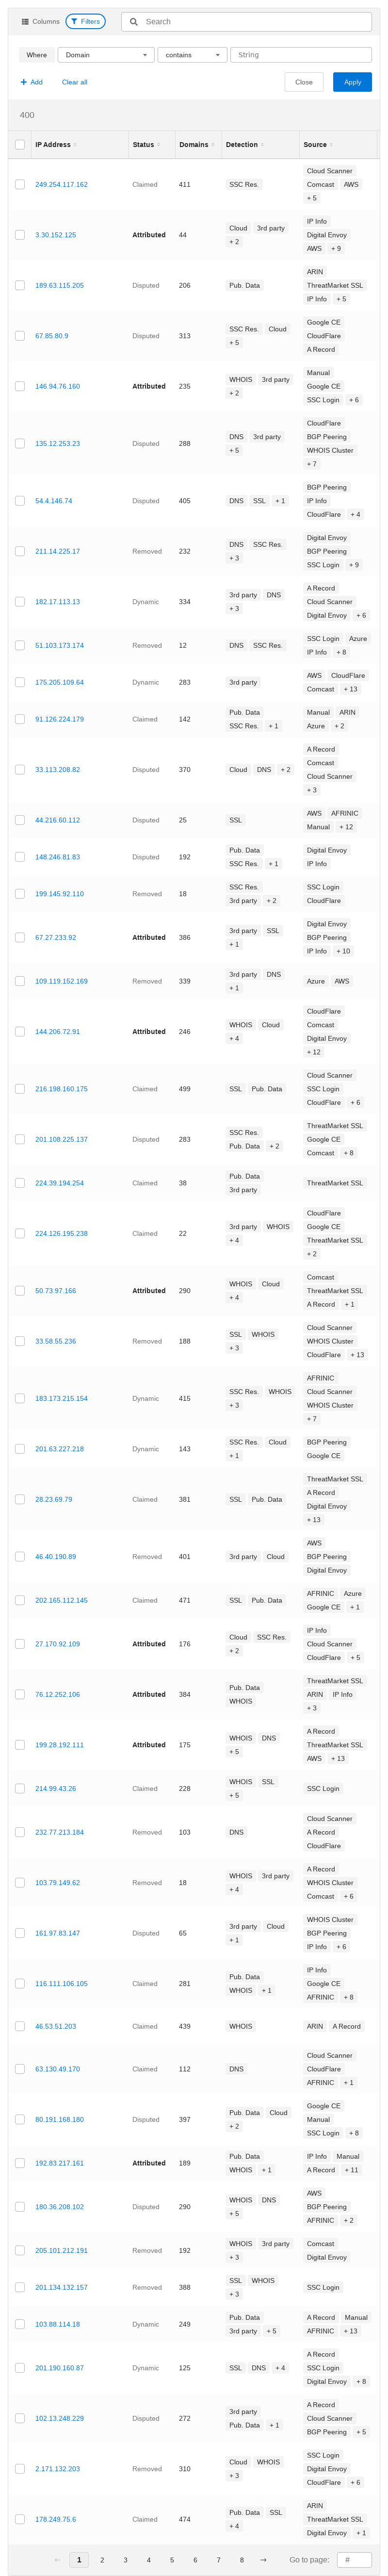 Columns Filters Search
Where Domain contains String
Add Clear all Close Apply
400
IP Address Status Domains Detection Source
249.254.117.162 Claimed 411 SSC Res. Cloud Scanner Comcast AWS + 5
3.30.152.125 Attributed 44 Cloud 3rd party + 2 IP Info Digital Envoy AWS + 9
189.63.115.205 Disputed 206 Pub. Data ARIN ThreatMarket SSL IP Info + 5
67.85.80.9 Disputed 313 SSC Res. Cloud + 5 Google CE CloudFlare A Record
146.94.76.160 Attributed 235 WHOIS 3rd party + 2 Manual Google CE SSC Login + 6
135.12.253.23 Disputed 288 DNS 3rd party + 5 CloudFlare BGP Peering WHOIS Cluster + 7
54.4.146.74 Disputed 405 DNS SSL + 1 BGP Peering IP Info CloudFlare + 4
211.14.225.17 Removed 232 DNS SSC Res. + 3 Digital Envoy BGP Peering SSC Login + 9
182.17.113.13 Dynamic 334 3rd party DNS + 3 A Record Cloud Scanner Digital Envoy + 6
51.103.173.174 Removed 12 DNS SSC Res. SSC Login Azure IP Info + 8
175.205.109.64 Dynamic 283 3rd party AWS CloudFlare Comcast + 13
91.126.224.179 Claimed 142 Pub. Data SSC Res. + 1 Manual ARIN Azure + 2
33.113.208.82 Disputed 370 Cloud DNS + 2 A Record Comcast Cloud Scanner + 3
44.216.60.112 Disputed 25 SSL AWS AFRINIC Manual + 12
148.246.81.83 Disputed 192 Pub. Data SSC Res. + 1 Digital Envoy IP Info
199.145.92.110 Removed 18 SSC Res. 3rd party + 2 SSC Login CloudFlare
67.27.233.92 Attributed 386 3rd party SSL + 1 Digital Envoy BGP Peering IP Info + 10
109.119.152.169 Removed 339 3rd party DNS + 1 Azure AWS
144.206.72.91 Attributed 246 WHOIS Cloud + 4 CloudFlare Comcast Digital Envoy + 12
216.198.160.175 Claimed 499 SSL Pub. Data Cloud Scanner SSC Login CloudFlare + 6
201.108.225.137 Disputed 283 SSC Res. Pub. Data + 2 ThreatMarket SSL Google CE Comcast + 8
224.39.194.254 Claimed 38 Pub. Data 3rd party ThreatMarket SSL
224.126.195.238 Claimed 22 3rd party WHOIS + 4 CloudFlare Google CE ThreatMarket SSL + 2
50.73.97.166 Attributed 290 WHOIS Cloud + 4 Comcast ThreatMarket SSL A Record + 1
33.58.55.236 Removed 188 SSL WHOIS + 3 Cloud Scanner WHOIS Cluster CloudFlare + 13
183.173.215.154 Dynamic 415 SSC Res. WHOIS + 3 AFRINIC Cloud Scanner WHOIS Cluster + 7
201.63.227.218 Dynamic 143 SSC Res. Cloud + 1 BGP Peering Google CE
28.23.69.79 Claimed 381 SSL Pub. Data ThreatMarket SSL A Record Digital Envoy + 13
46.40.190.89 Removed 401 3rd party Cloud AWS BGP Peering Digital Envoy
202.165.112.145 Claimed 471 SSL Pub. Data AFRINIC Azure Google CE + 1
27.170.92.109 Attributed 176 Cloud SSC Res. + 2 IP Info Cloud Scanner CloudFlare + 5
76.12.252.106 Attributed 384 Pub. Data WHOIS ThreatMarket SSL ARIN IP Info + 3
199.28.192.111 Attributed 175 WHOIS DNS + 5 A Record ThreatMarket SSL AWS + 13
214.99.43.26 Claimed 228 WHOIS SSL + 5 SSC Login
232.77.213.184 Removed 103 DNS Cloud Scanner A Record CloudFlare
103.79.149.62 Removed 18 WHOIS 3rd party + 4 A Record WHOIS Cluster Comcast + 6
161.97.83.147 Disputed 65 3rd party Cloud + 1 WHOIS Cluster BGP Peering IP Info + 6
116.111.106.105 Claimed 281 Pub. Data WHOIS + 1 IP Info Google CE AFRINIC + 8
46.53.51.203 Claimed 439 WHOIS ARIN A Record
63.130.49.170 Claimed 112 DNS Cloud Scanner CloudFlare AFRINIC + 1
80.191.168.180 Disputed 397 Pub. Data Cloud + 2 Google CE Manual SSC Login + 8
192.83.217.161 Attributed 189 Pub. Data WHOIS + 1 IP Info Manual A Record + 11
180.36.208.102 Disputed 290 WHOIS DNS + 5 AWS BGP Peering AFRINIC + 2
205.101.212.191 Removed 192 WHOIS 3rd party + 3 Comcast Digital Envoy
201.134.132.157 Removed 388 SSL WHOIS + 3 SSC Login
103.88.114.18 Dynamic 249 Pub. Data 3rd party + 5 A Record Manual AFRINIC + 13
201.190.160.87 Dynamic 125 SSL DNS + 4 A Record SSC Login Digital Envoy + 8
102.13.248.229 Disputed 272 3rd party Pub. Data + 1 A Record Cloud Scanner BGP Peering + 5
2.171.132.203 Removed 310 Cloud WHOIS + 3 SSC Login Digital Envoy CloudFlare + 6
178.249.75.6 Claimed 474 Pub. Data SSL + 4 ARIN ThreatMarket SSL Digital Envoy + 1
← 1 2 3 4 5 6 7 8 → Go to page: #